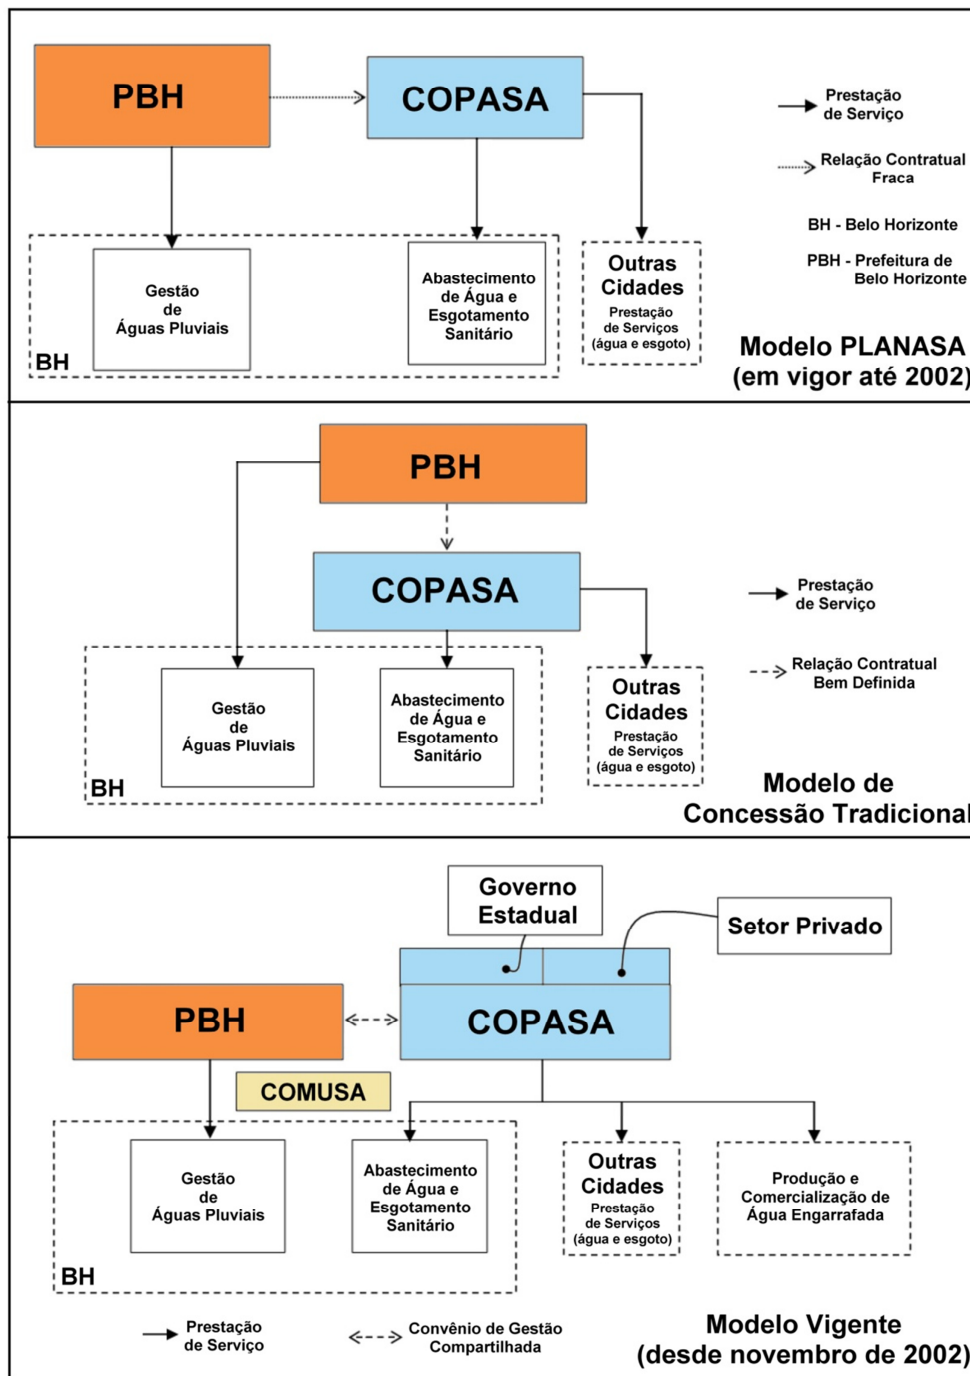 PBH
COPASA
Prestação
de Serviço
Relação Contratual
Fraca
BH - Belo Horizonte
PBH - Prefeitura de
Belo Horizonte
Gestão
de
Águas Pluviais
Abastecimento
de Água e
Esgotamento
Sanitário
Outras
Cidades
Prestação
de Serviços
(água e esgoto)
BH
Modelo PLANASA
(em vigor até 2002)
PBH
COPASA
Prestação
de Serviço
Relação Contratual
Bem Definida
Gestão
de
Águas Pluviais
Abastecimento
de Água e
Esgotamento
Sanitário
Outras
Cidades
Prestação
de Serviços
(água e esgoto)
BH
Modelo de
Concessão Tradicional
Governo
Estadual
Setor Privado
PBH
COPASA
COMUSA
Gestão
de
Águas Pluviais
Abastecimento
de Água e
Esgotamento
Sanitário
Outras
Cidades
Prestação
de Serviços
(água e esgoto)
Produção e
Comercialização de
Água Engarrafada
BH
Prestação
de Serviço
Convênio de Gestão
Compartilhada
Modelo Vigente
(desde novembro de 2002)